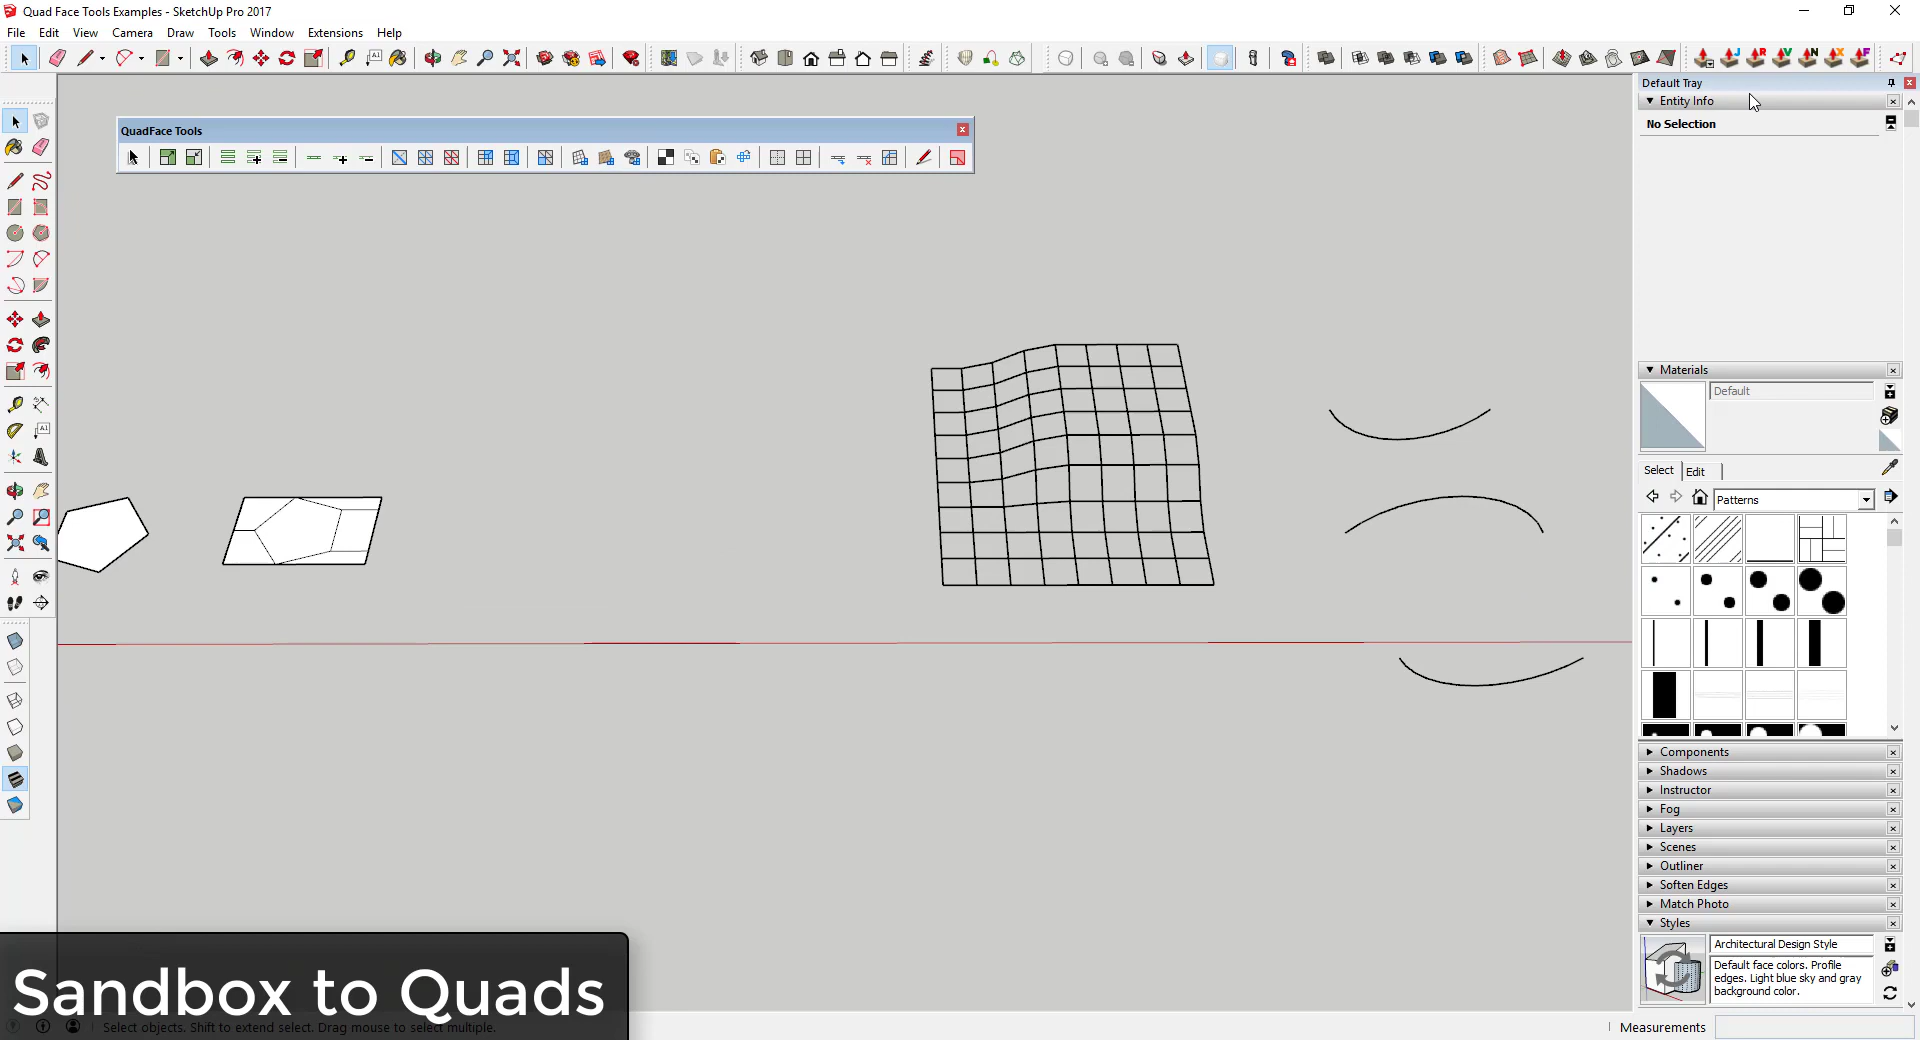 Quad Face Tools Examples - SketchUp Pro 2017
File Edit View Camera Draw Tools Window Extensions Help
Default Tray
Entity Info
No Selection
QuadFace Tools
Materials
Default
Select Edit
Patterns
Components
Shadows
Instructor
Fog
Layers
Scenes
Outliner
Soften Edges
Match Photo
Styles
Architectural Design Style
Default face colors. Profile
edges. Light blue sky and gray
background color.
Sandbox to Quads
Select objects. Shift to extend select. Drag mouse to select multiple.
Measurements